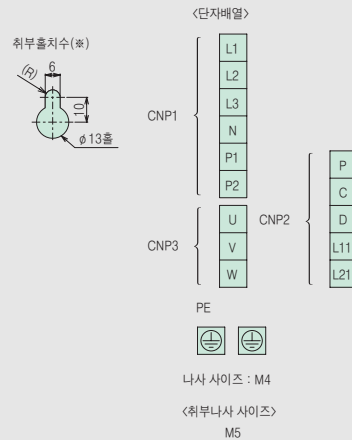 〈단자배열〉
취부홀치수(※)
6
(R)
10
ϕ13홀
CNP1
L1
L2
L3
N
P1
P2
CNP3
U
V
W
CNP2
P
C
D
L11
L21
PE
나사 사이즈 : M4
〈취부나사 사이즈〉
M5